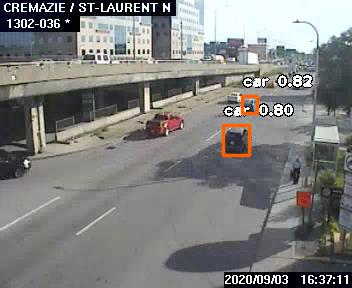 CREMAZIE / ST-LAURENT N
1302-036 *
car 0.82
car 0.80
2020/09/03 16:37:11